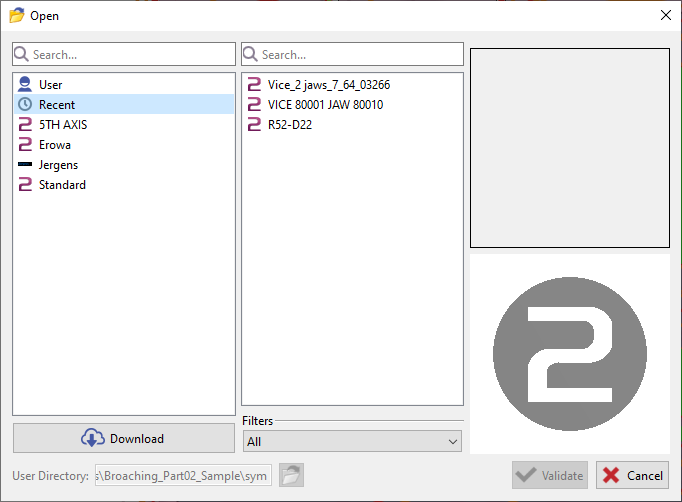 Open
Search...
Search...
User
Recent
5TH AXIS
Erowa
Jergens
Standard
Vice_2 jaws_7_64_03266
VICE 80001 JAW 80010
R52-D22
2
Download
Filters
All
User Directory: s\Broaching_Part02_Sample\sym
Validate
Cancel